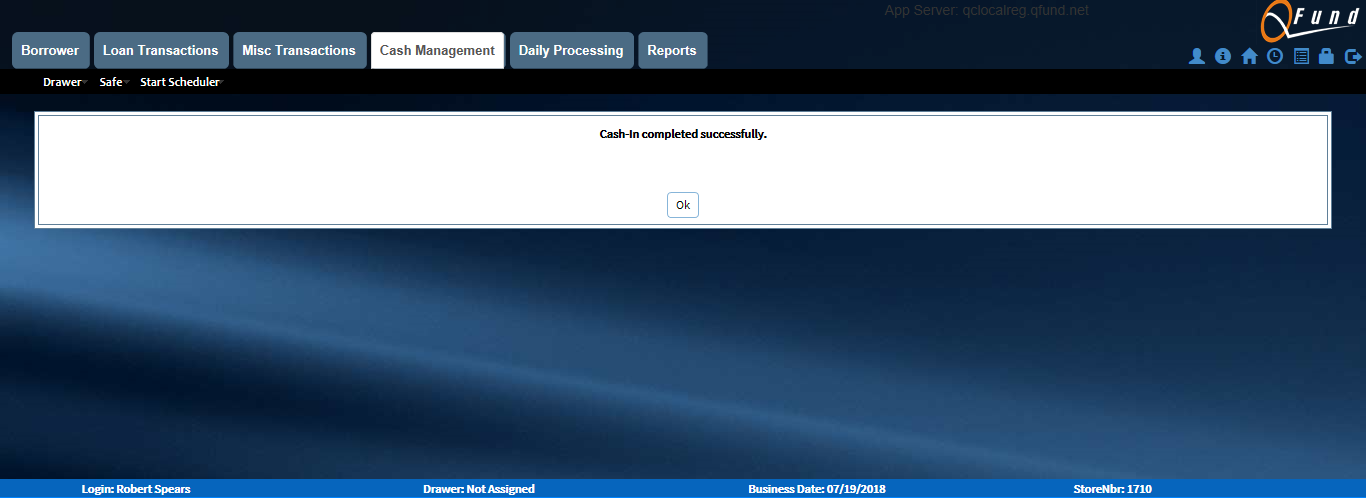 App Server: qclocalreg.qfund.net
QFund
Borrower Loan Transactions Misc Transactions Cash Management Daily Processing Reports
Drawer Safe Start Scheduler
Cash-In completed successfully.
Ok
Login: Robert Spears Drawer: Not Assigned Business Date: 07/19/2018 StoreNbr: 1710